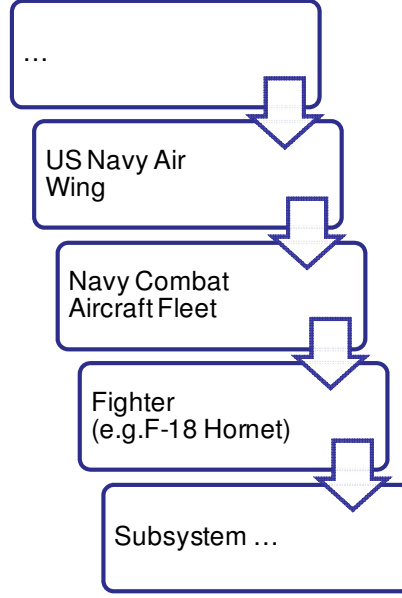 …
US Navy Air
Wing
Navy Combat
Aircraft Fleet
Fighter
(e.g.F-18 Hornet)
Subsystem …